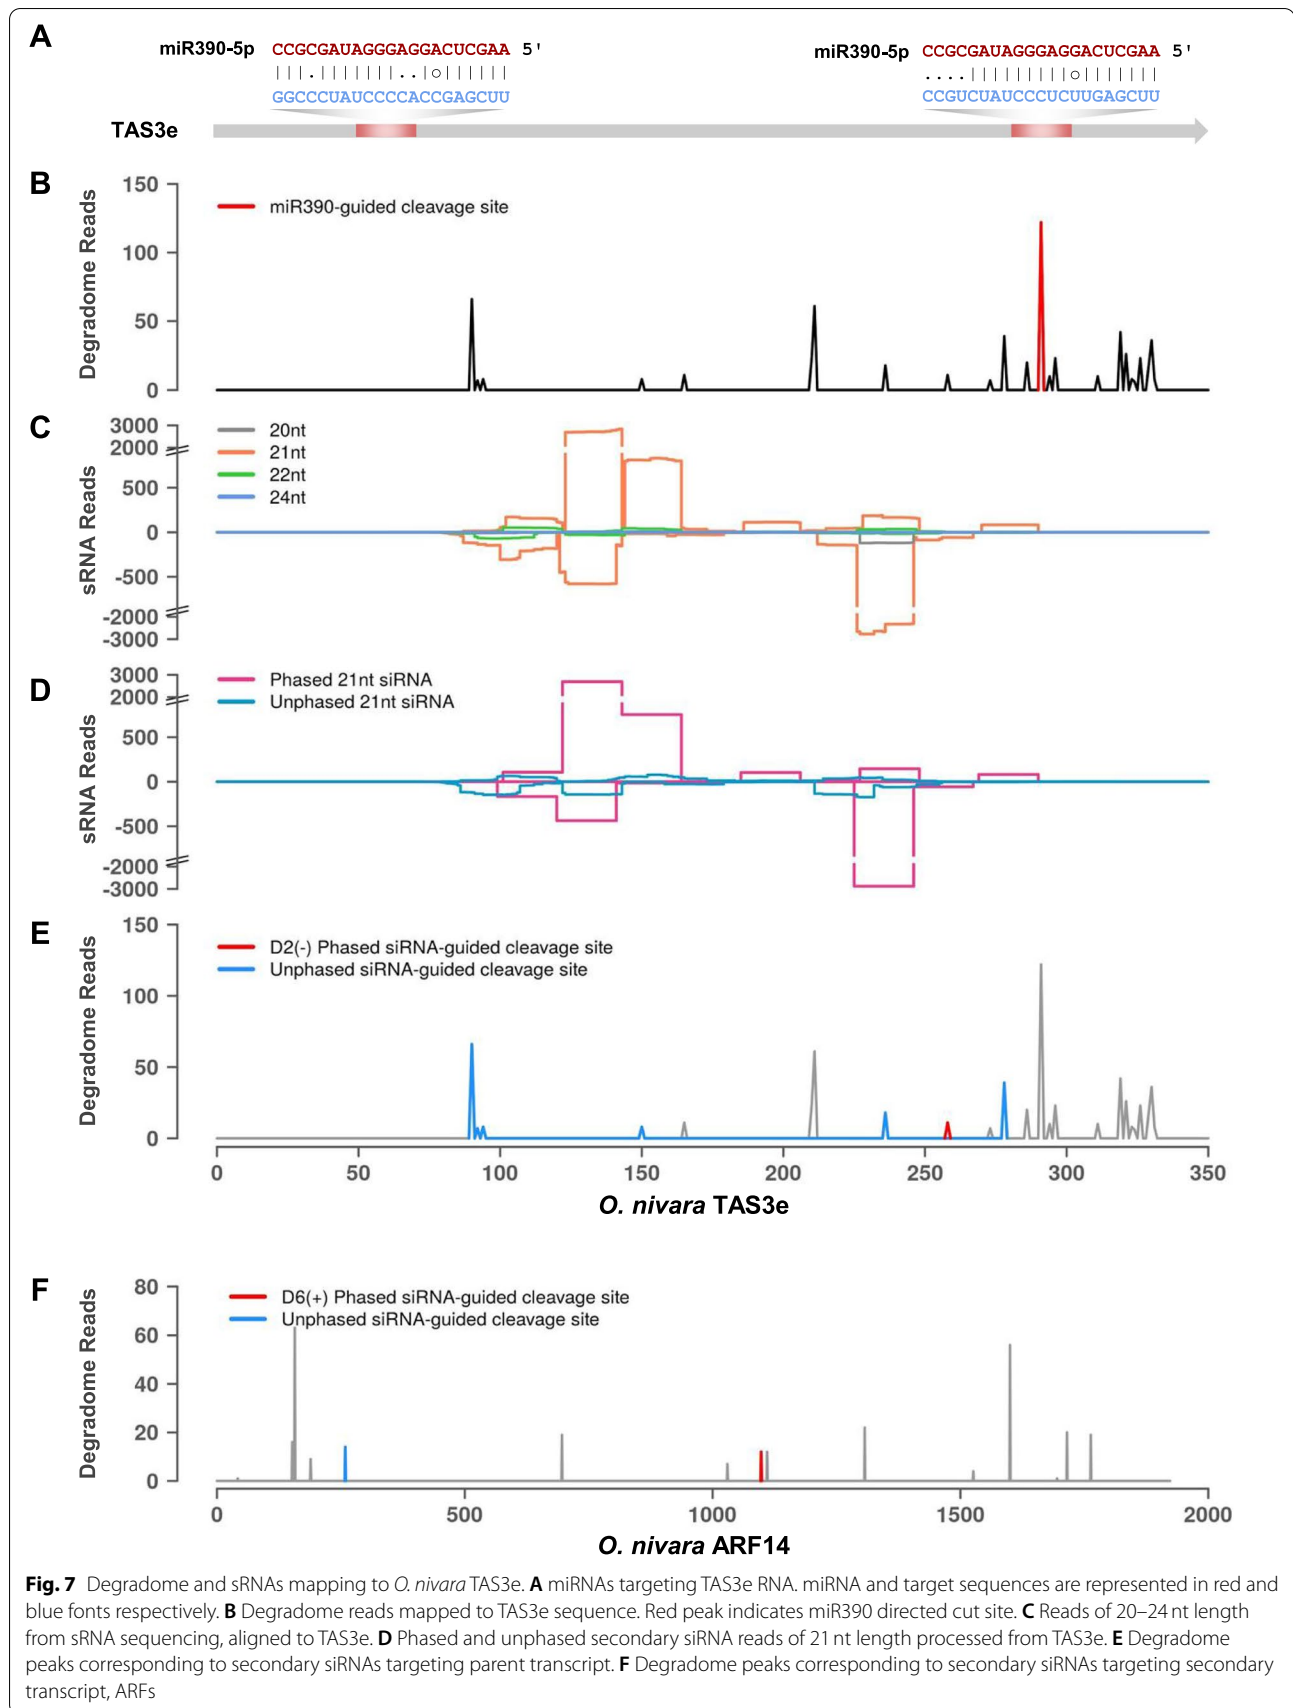 A
miR390-5p CCGCGAUAGGGAGGACUCGAA 5'
GGCCCUAUCCCCACCGAGCUU
miR390-5p CCGCGAUAGGGAGGACUCGAA 5'
CCGUCUAUCCCUCUUGAGCUU
TAS3e
B
Degradome Reads
150
100
50
0
miR390-guided cleavage site
C
sRNA Reads
3000
2000
500
0
-500
-2000
-3000
20nt
21nt
22nt
24nt
D
sRNA Reads
3000
2000
500
0
-500
-2000
-3000
Phased 21nt siRNA
Unphased 21nt siRNA
E
Degradome Reads
150
100
50
0
D2(-) Phased siRNA-guided cleavage site
Unphased siRNA-guided cleavage site
0 50 100 150 200 250 300 350
O. nivara TAS3e
F
Degradome Reads
80
60
40
20
0
D6(+) Phased siRNA-guided cleavage site
Unphased siRNA-guided cleavage site
0 500 1000 1500 2000
O. nivara ARF14
Fig. 7 Degradome and sRNAs mapping to O. nivara TAS3e. A miRNAs targeting TAS3e RNA. miRNA and target sequences are represented in red and
blue fonts respectively. B Degradome reads mapped to TAS3e sequence. Red peak indicates miR390 directed cut site. C Reads of 20–24 nt length
from sRNA sequencing, aligned to TAS3e. D Phased and unphased secondary siRNA reads of 21 nt length processed from TAS3e. E Degradome
peaks corresponding to secondary siRNAs targeting parent transcript. F Degradome peaks corresponding to secondary siRNAs targeting secondary
transcript, ARFs